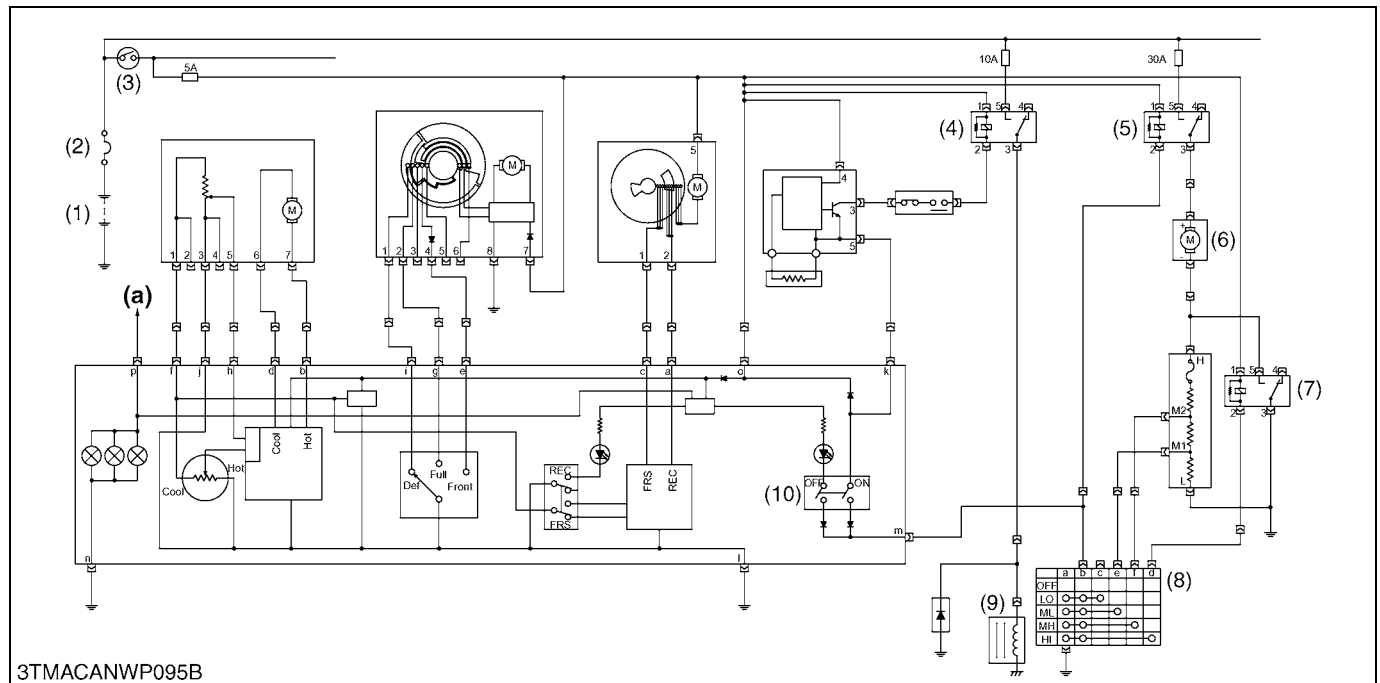 10A
30A
(3)
5A
(2)
(1)
(4)
1 5 4
2 3
(5)
1 5 4
2 3
M
1 2 3 4 5 6 7
M
1 2 3 4 5 6 8 7
5
M
1 2
4
3
5
+
M
-
(6)
(a)
p f j h d b i g e c a o k
Cool
Hot
Hot
Cool
Def
Full
Front
REC
FRS
FRS
REC
OFF
ON
(10)
m
n
l
H
M2
M1
L
1 5 4
2 3
(7)
a b c e f d
OFF
LO
ML
MH
HI
(8)
(9)
3TMACANWP095B